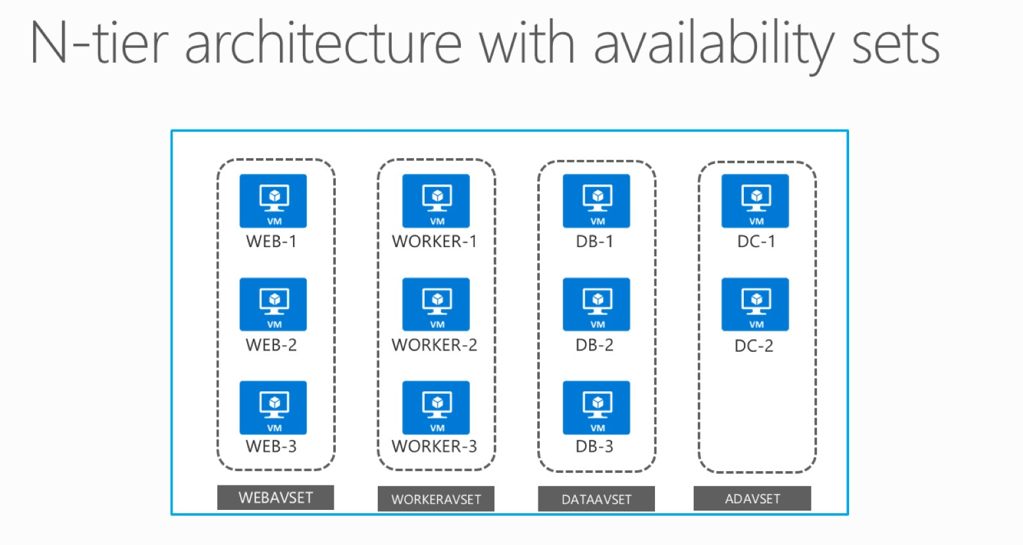 N-tier architecture with availability sets
VM VM VM VM
WEB-1 WORKER-1 DB-1 DC-1
VM VM VM VM
WEB-2 WORKER-2 DB-2 DC-2
VM VM VM
WEB-3 WORKER-3 DB-3
WEBAVSET WORKERAVSET DATAAVSET ADAVSET